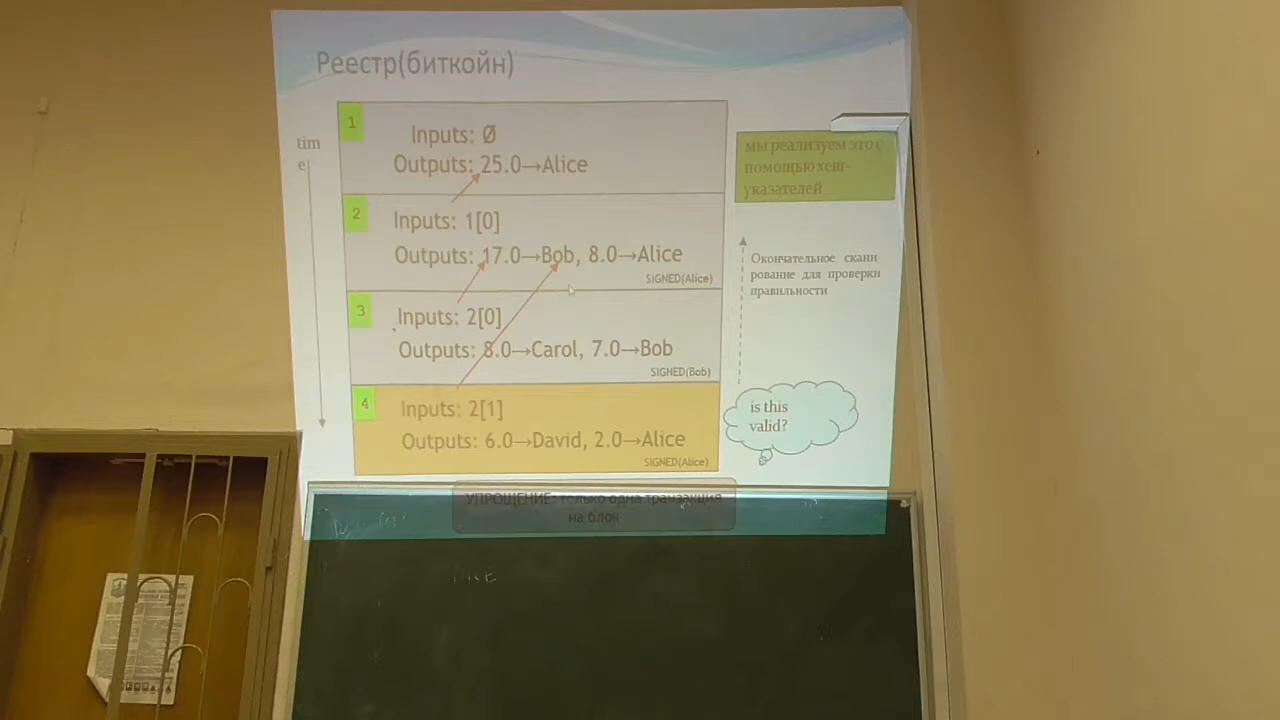 Реестр(биткойн)
tim
e
1
Inputs: Ø
Outputs: 25.0→Alice
2
Inputs: 1[0]
Outputs: 17.0→Bob, 8.0→Alice
SIGNED(Alice)
3
Inputs: 2[0]
Outputs: 8.0→Carol, 7.0→Bob
SIGNED(Bob)
4
Inputs: 2[1]
Outputs: 6.0→David, 2.0→Alice
SIGNED(Alice)
мы реализуем это с
помощью хеш-
указателей
Окончательное скани
рование для проверки
правильности
is this
valid?
УПРОЩЕНИЕ: только одна транзакция
на блок